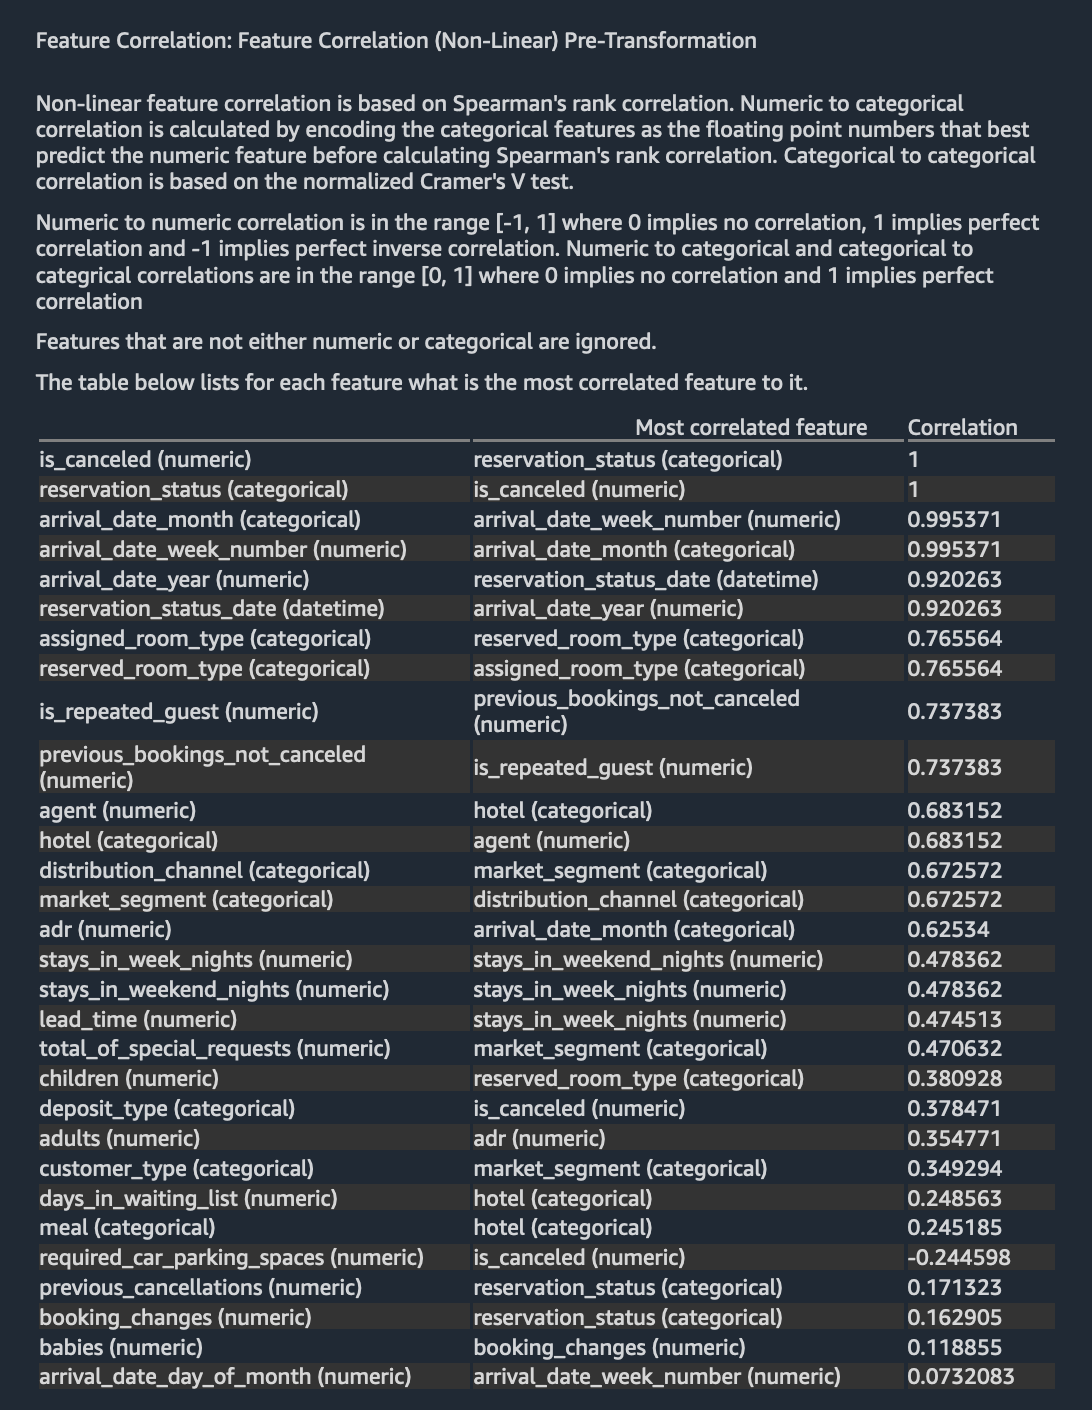 Feature Correlation: Feature Correlation (Non-Linear) Pre-Transformation
Non-linear feature correlation is based on Spearman's rank correlation. Numeric to categorical
correlation is calculated by encoding the categorical features as the floating point numbers that best
predict the numeric feature before calculating Spearman's rank correlation. Categorical to categorical
correlation is based on the normalized Cramer's V test.
Numeric to numeric correlation is in the range [-1, 1] where 0 implies no correlation, 1 implies perfect
correlation and -1 implies perfect inverse correlation. Numeric to categorical and categorical to
categrical correlations are in the range [0, 1] where 0 implies no correlation and 1 implies perfect
correlation
Features that are not either numeric or categorical are ignored.
The table below lists for each feature what is the most correlated feature to it.
Most correlated feature Correlation
is_canceled (numeric) reservation_status (categorical) 1
reservation_status (categorical) is_canceled (numeric) 1
arrival_date_month (categorical) arrival_date_week_number (numeric) 0.995371
arrival_date_week_number (numeric) arrival_date_month (categorical) 0.995371
arrival_date_year (numeric) reservation_status_date (datetime) 0.920263
reservation_status_date (datetime) arrival_date_year (numeric) 0.920263
assigned_room_type (categorical) reserved_room_type (categorical) 0.765564
reserved_room_type (categorical) assigned_room_type (categorical) 0.765564
is_repeated_guest (numeric) previous_bookings_not_canceled
(numeric) 0.737383
previous_bookings_not_canceled
(numeric) is_repeated_guest (numeric) 0.737383
agent (numeric) hotel (categorical) 0.683152
hotel (categorical) agent (numeric) 0.683152
distribution_channel (categorical) market_segment (categorical) 0.672572
market_segment (categorical) distribution_channel (categorical) 0.672572
adr (numeric) arrival_date_month (categorical) 0.62534
stays_in_week_nights (numeric) stays_in_weekend_nights (numeric) 0.478362
stays_in_weekend_nights (numeric) stays_in_week_nights (numeric) 0.478362
lead_time (numeric) stays_in_week_nights (numeric) 0.474513
total_of_special_requests (numeric) market_segment (categorical) 0.470632
children (numeric) reserved_room_type (categorical) 0.380928
deposit_type (categorical) is_canceled (numeric) 0.378471
adults (numeric) adr (numeric) 0.354771
customer_type (categorical) market_segment (categorical) 0.349294
days_in_waiting_list (numeric) hotel (categorical) 0.248563
meal (categorical) hotel (categorical) 0.245185
required_car_parking_spaces (numeric) is_canceled (numeric) -0.244598
previous_cancellations (numeric) reservation_status (categorical) 0.171323
booking_changes (numeric) reservation_status (categorical) 0.162905
babies (numeric) booking_changes (numeric) 0.118855
arrival_date_day_of_month (numeric) arrival_date_week_number (numeric) 0.0732083